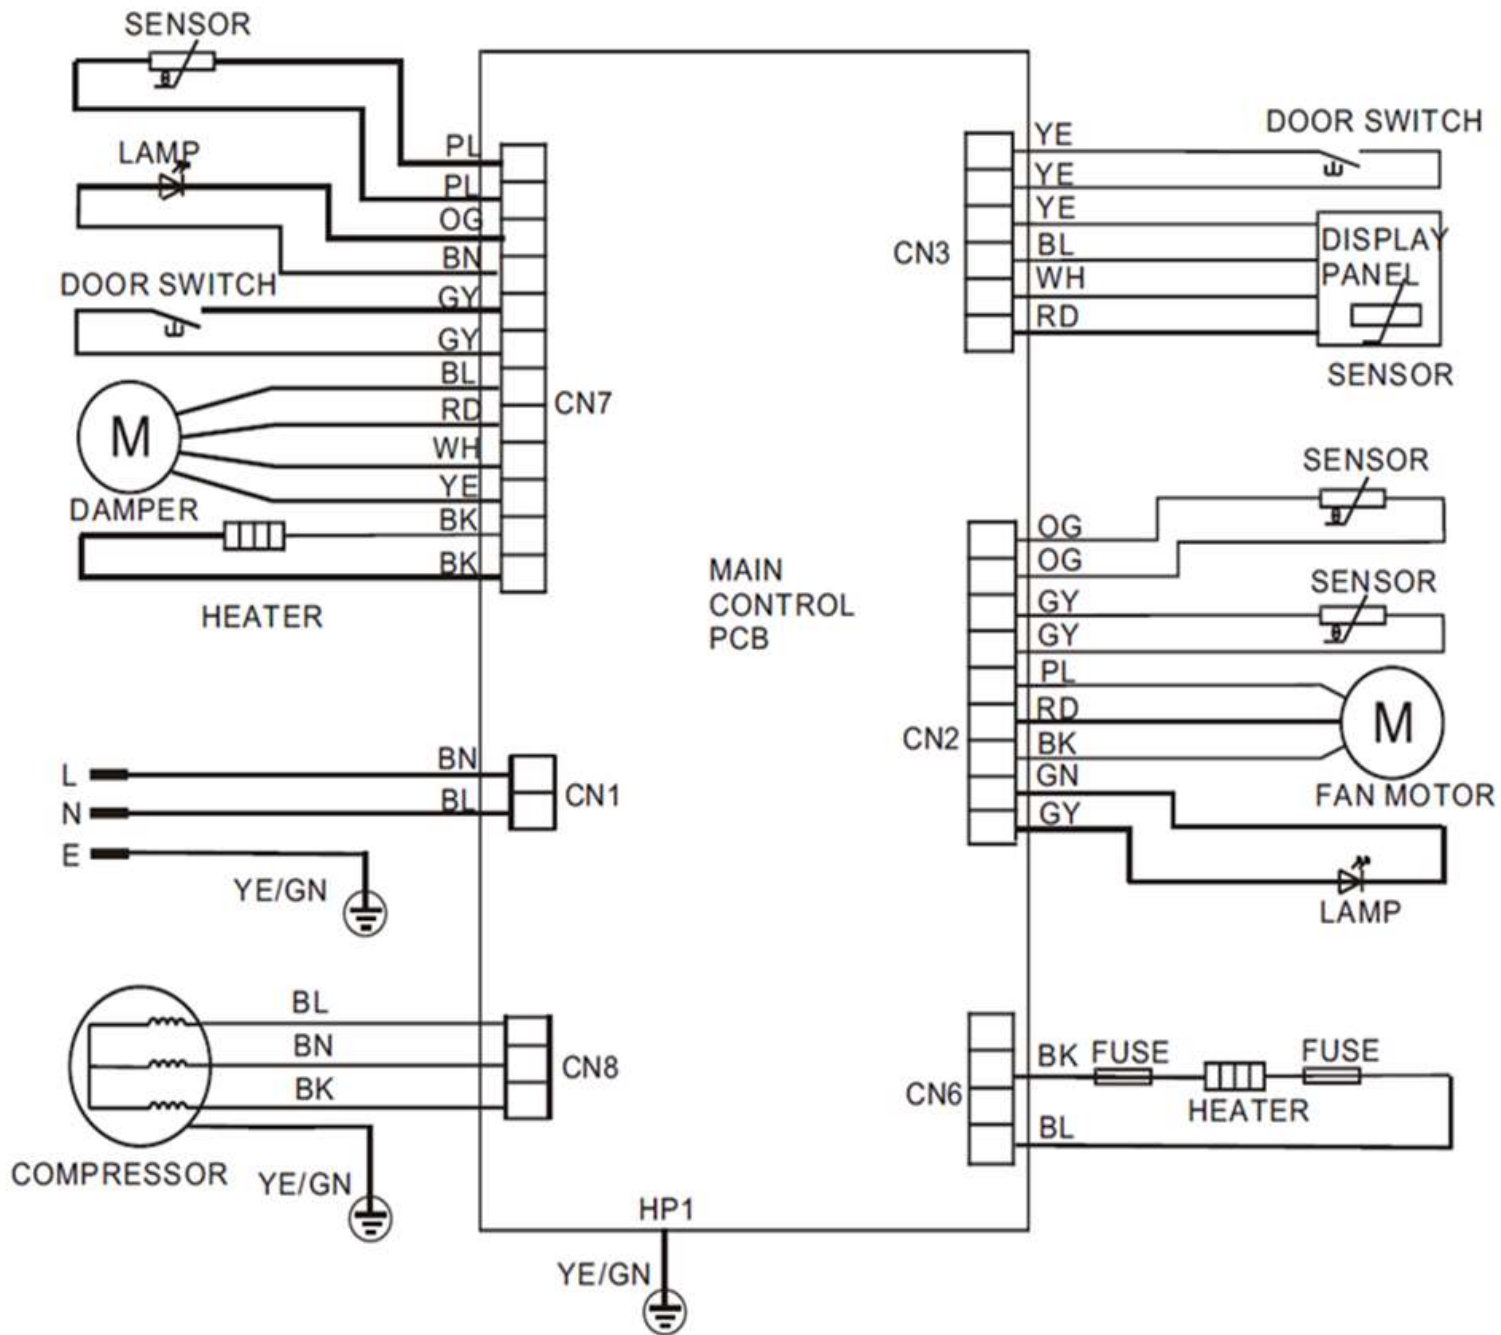 SENSOR
PL
LAMP
PL
OG
BN
DOOR SWITCH
GY
GY
BL
CN7
RD
M
WH
YE
DAMPER
BK
BK
HEATER
MAIN
CONTROL
PCB
L
BN
N
BL
CN1
E
YE/GN
BL
BN
CN8
BK
COMPRESSOR
YE/GN
HP1
YE/GN
YE
DOOR SWITCH
YE
YE
CN3
BL
DISPLAY
WH
PANEL
RD
SENSOR
SENSOR
OG
OG
SENSOR
GY
GY
PL
RD
M
CN2
BK
GN
FAN MOTOR
GY
LAMP
BK
FUSE
FUSE
CN6
HEATER
BL